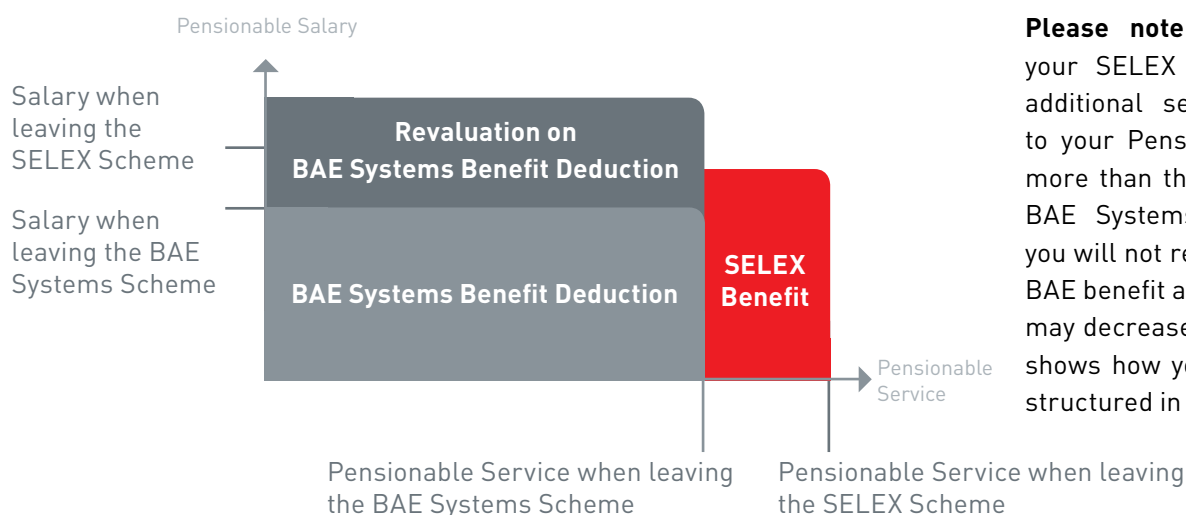 Pensionable Salary
Salary when
leaving the
SELEX Scheme
Salary when
leaving the BAE
Systems Scheme
Revaluation on
BAE Systems Benefit Deduction
BAE Systems Benefit Deduction
SELEX
Benefit
Pensionable
Service
Pensionable Service when leaving
the BAE Systems Scheme
Pensionable Service when leaving
the SELEX Scheme
Please note
your SELEX
additional se
to your Pens
more than th
BAE Systems
you will not re
BAE benefit a
may decrease
shows how yo
structured in